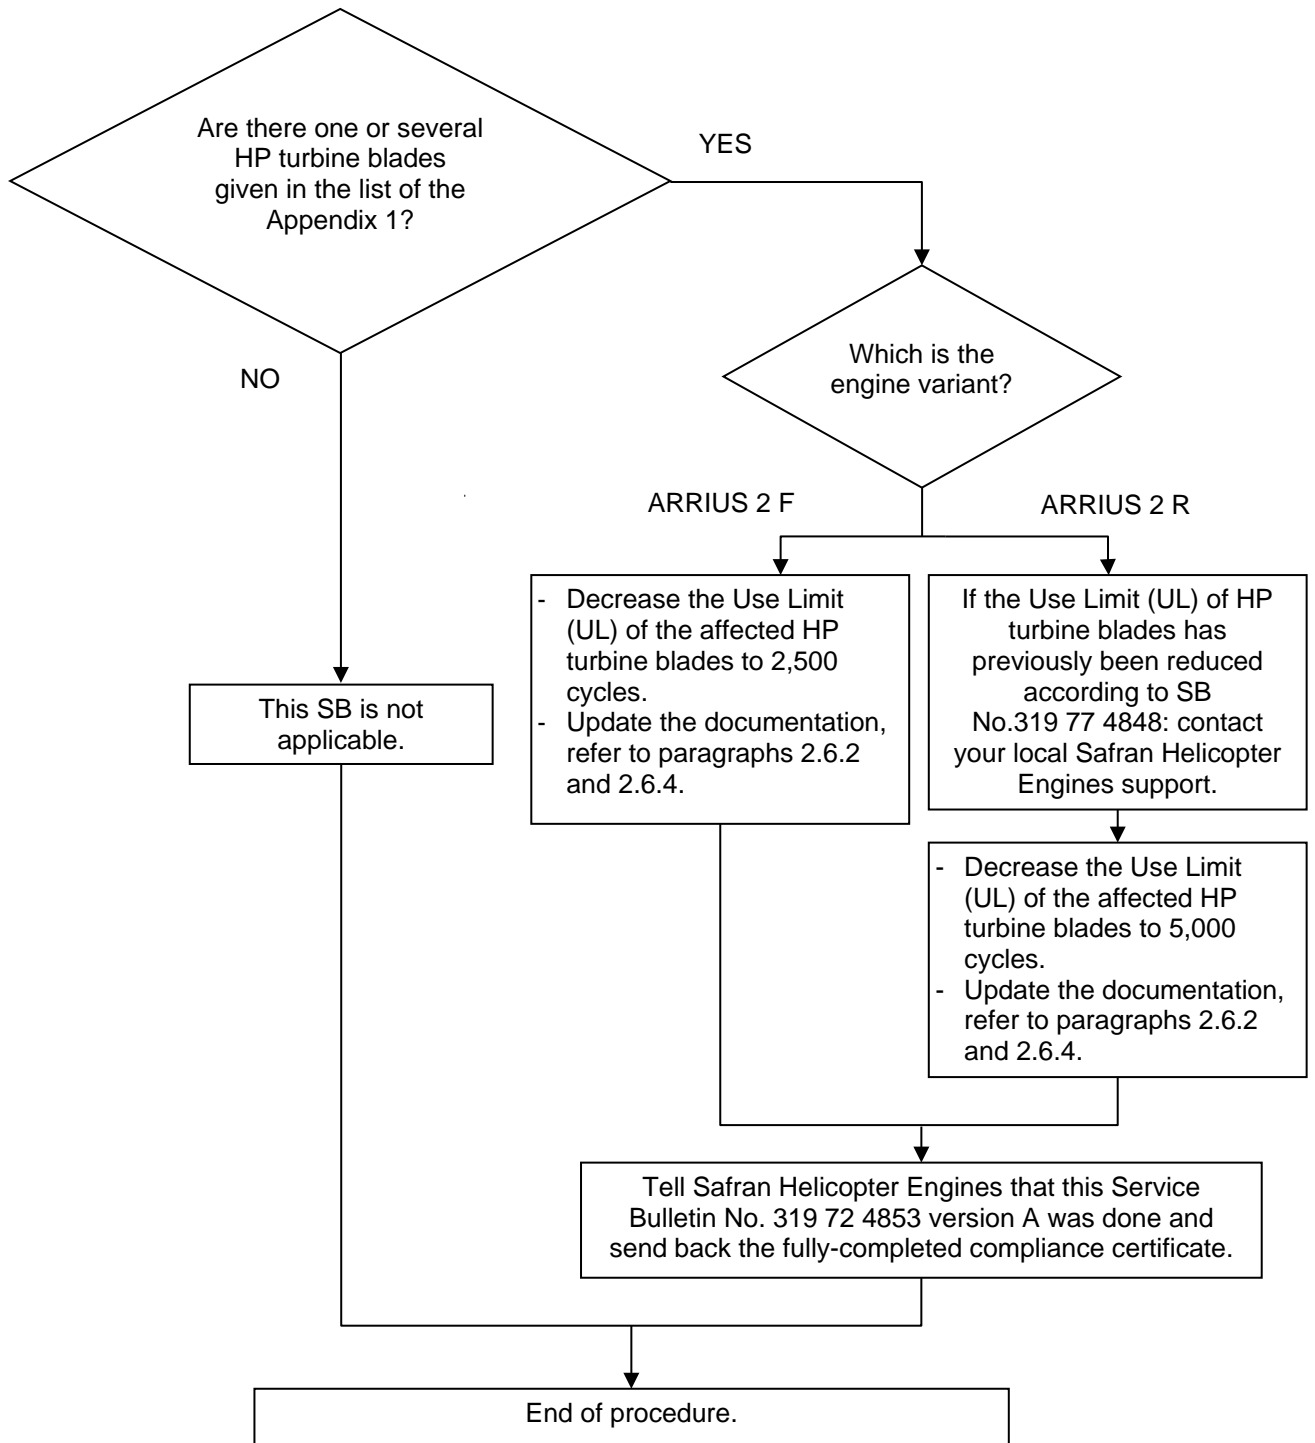 Are there one or several
HP turbine blades
given in the list of the
Appendix 1?
YES
NO
Which is the
engine variant?
ARRIUS 2 F
ARRIUS 2 R
- Decrease the Use Limit
(UL) of the affected HP
turbine blades to 2,500
cycles.
- Update the documentation,
refer to paragraphs 2.6.2
and 2.6.4.
If the Use Limit (UL) of HP
turbine blades has
previously been reduced
according to SB
No.319 77 4848: contact
your local Safran Helicopter
Engines support.
This SB is not
applicable.
- Decrease the Use Limit
(UL) of the affected HP
turbine blades to 5,000
cycles.
- Update the documentation,
refer to paragraphs 2.6.2
and 2.6.4.
Tell Safran Helicopter Engines that this Service
Bulletin No. 319 72 4853 version A was done and
send back the fully-completed compliance certificate.
End of procedure.